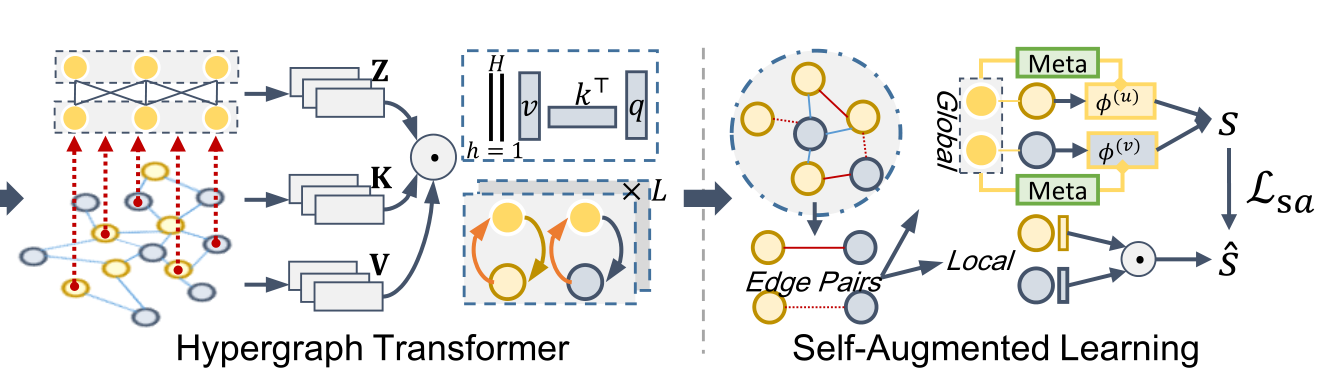 Z
K
V
H
h = 1
v
k⊤
q
× L
Hypergraph Transformer
Edge Pairs
Global
Local
Meta
ϕ(u)
ϕ(v)
Meta
s
ℒsa
ŝ
Self-Augmented Learning